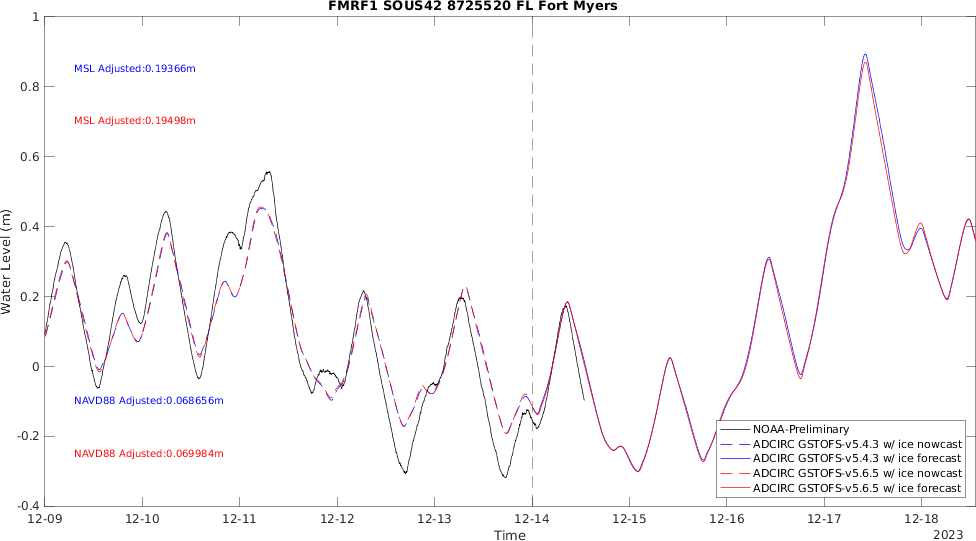 FMRF1 SOUS42 8725520 FL Fort Myers
Water Level (m)
1
0.8
0.6
0.4
0.2
0
-0.2
-0.4
MSL Adjusted:0.19366m
MSL Adjusted:0.19498m
NAVD88 Adjusted:0.068656m
NAVD88 Adjusted:0.069984m
NOAA-Preliminary
ADCIRC GSTOFS-v5.4.3 w/ ice nowcast
ADCIRC GSTOFS-v5.4.3 w/ ice forecast
ADCIRC GSTOFS-v5.6.5 w/ ice nowcast
ADCIRC GSTOFS-v5.6.5 w/ ice forecast
12-09 12-10 12-11 12-12 12-13 12-14 12-15 12-16 12-17 12-18
Time
2023